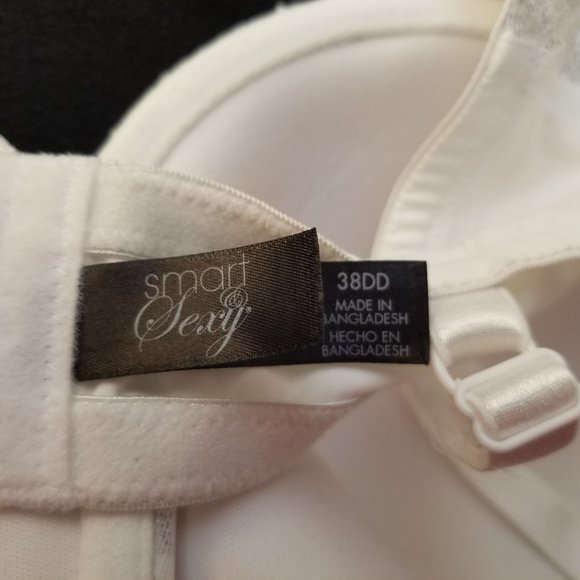 smart
& Sexy
38DD
MADE IN
BANGLADESH
HECHO EN
BANGLADESH